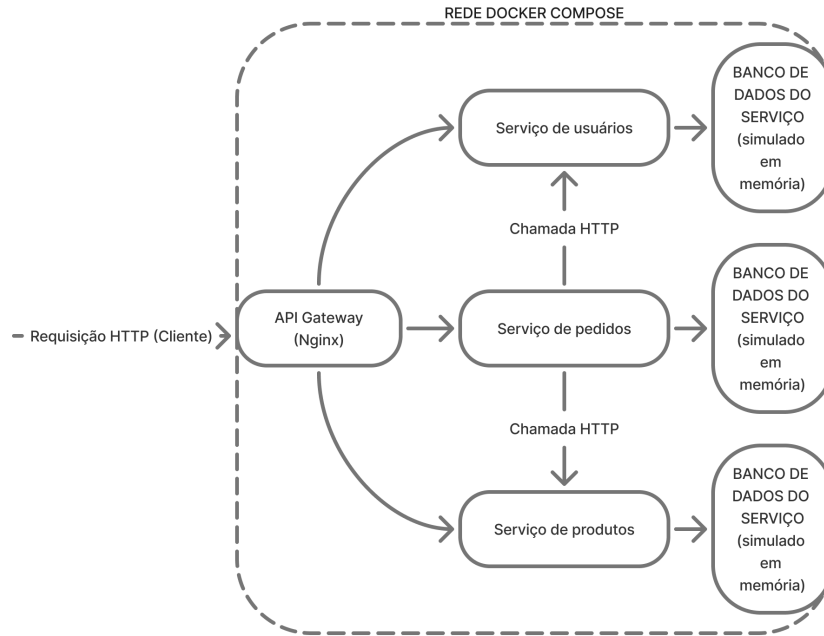 REDE DOCKER COMPOSE
BANCO DE
DADOS DO
SERVIÇO
(simulado
em
memória)
Serviço de usuários
Chamada HTTP
Requisição HTTP (Cliente)
API Gateway
(Nginx)
Serviço de pedidos
BANCO DE
DADOS DO
SERVIÇO
(simulado
em
memória)
Chamada HTTP
Serviço de produtos
BANCO DE
DADOS DO
SERVIÇO
(simulado
em
memória)